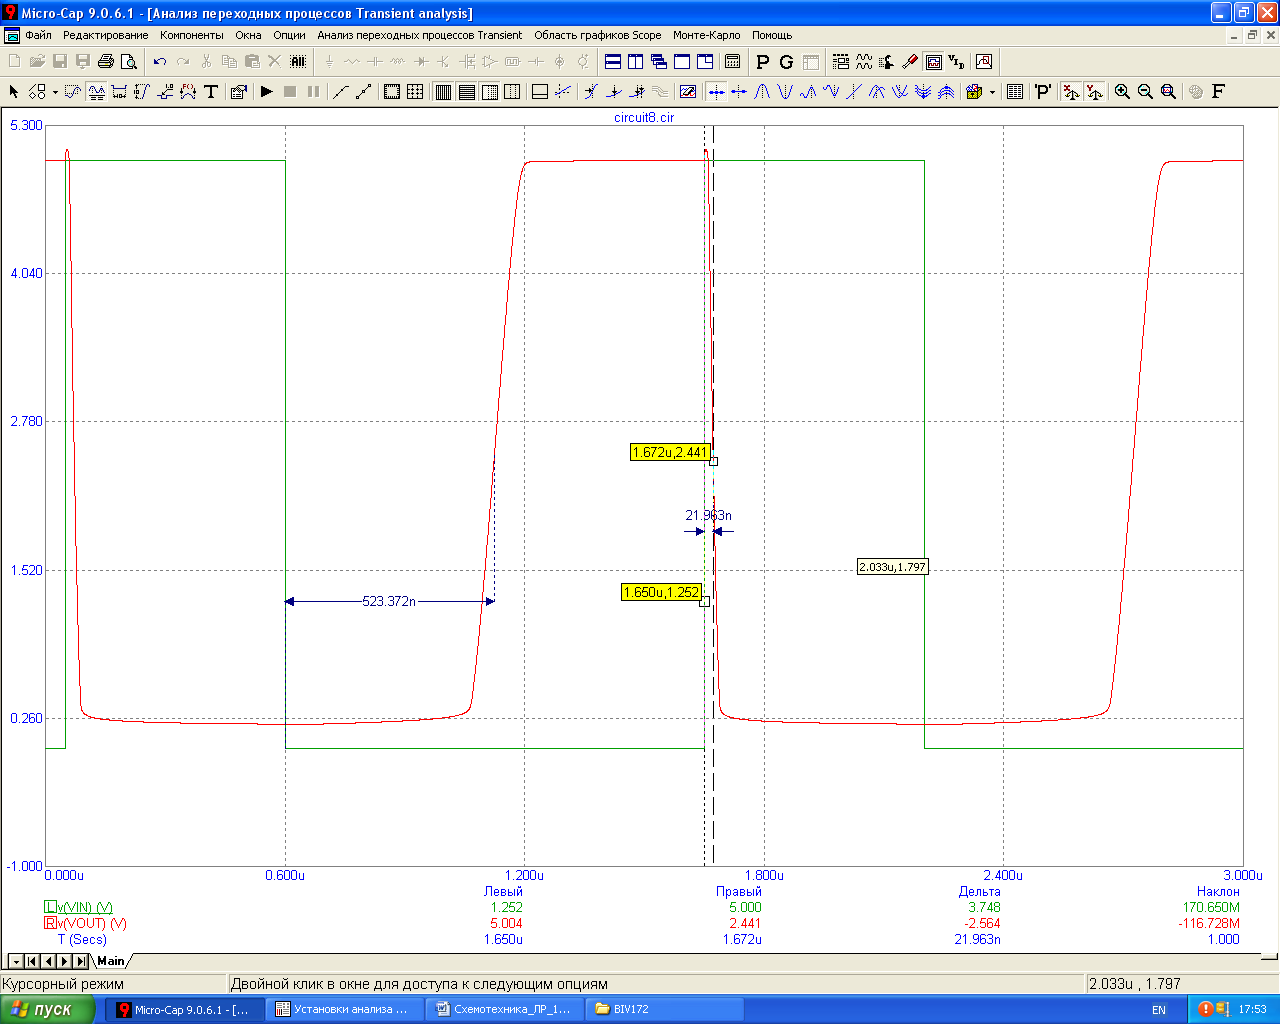 Micro-Cap 9.0.6.1 - [Анализ переходных процессов Transient analysis]
Файл Редактирование Компоненты Окна Опции Анализ переходных процессов Transient Область графиков Scope Монте-Карло Помощь
circuit8.cir
5.300
4.040
2.780
1.672u,2.441
21.963n
1.520
2.033u,1.797
1.650u,1.252
523.372n
0.260
-1.000
0.000u 0.600u 1.200u 1.800u 2.400u 3.000u
Левый Правый Дельта Наклон
L v(VIN) (V) 1.252 5.000 3.748 170.650M
R v(VOUT) (V) 5.004 2.441 -2.564 -116.728M
T (Secs) 1.650u 1.672u 21.963n 1.000
Main
Курсорный режим Двойной клик в окне для доступа к следующим опциям 2.033u , 1.797
пуск Micro-Cap 9.0.6.1 - [... Установки анализа ... Схемотехника_ЛР_1... BIV172 EN 17:53